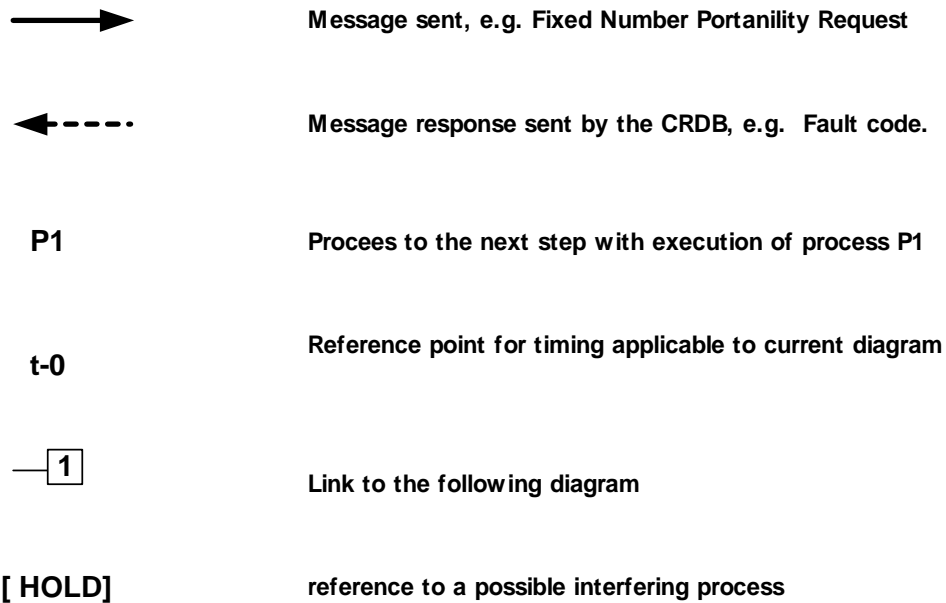 Message sent, e.g. Fixed Number Portanility Request
Message response sent by the CRDB, e.g. Fault code.
P1 Procees to the next step with execution of process P1
Reference point for timing applicable to current diagram
t-0
1
Link to the following diagram
[ HOLD] reference to a possible interfering process